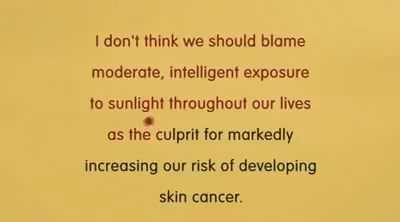 I don't think we should blame
moderate, intelligent exposure
to sunlight throughout our lives
as the culprit for markedly
increasing our risk of developing
skin cancer.